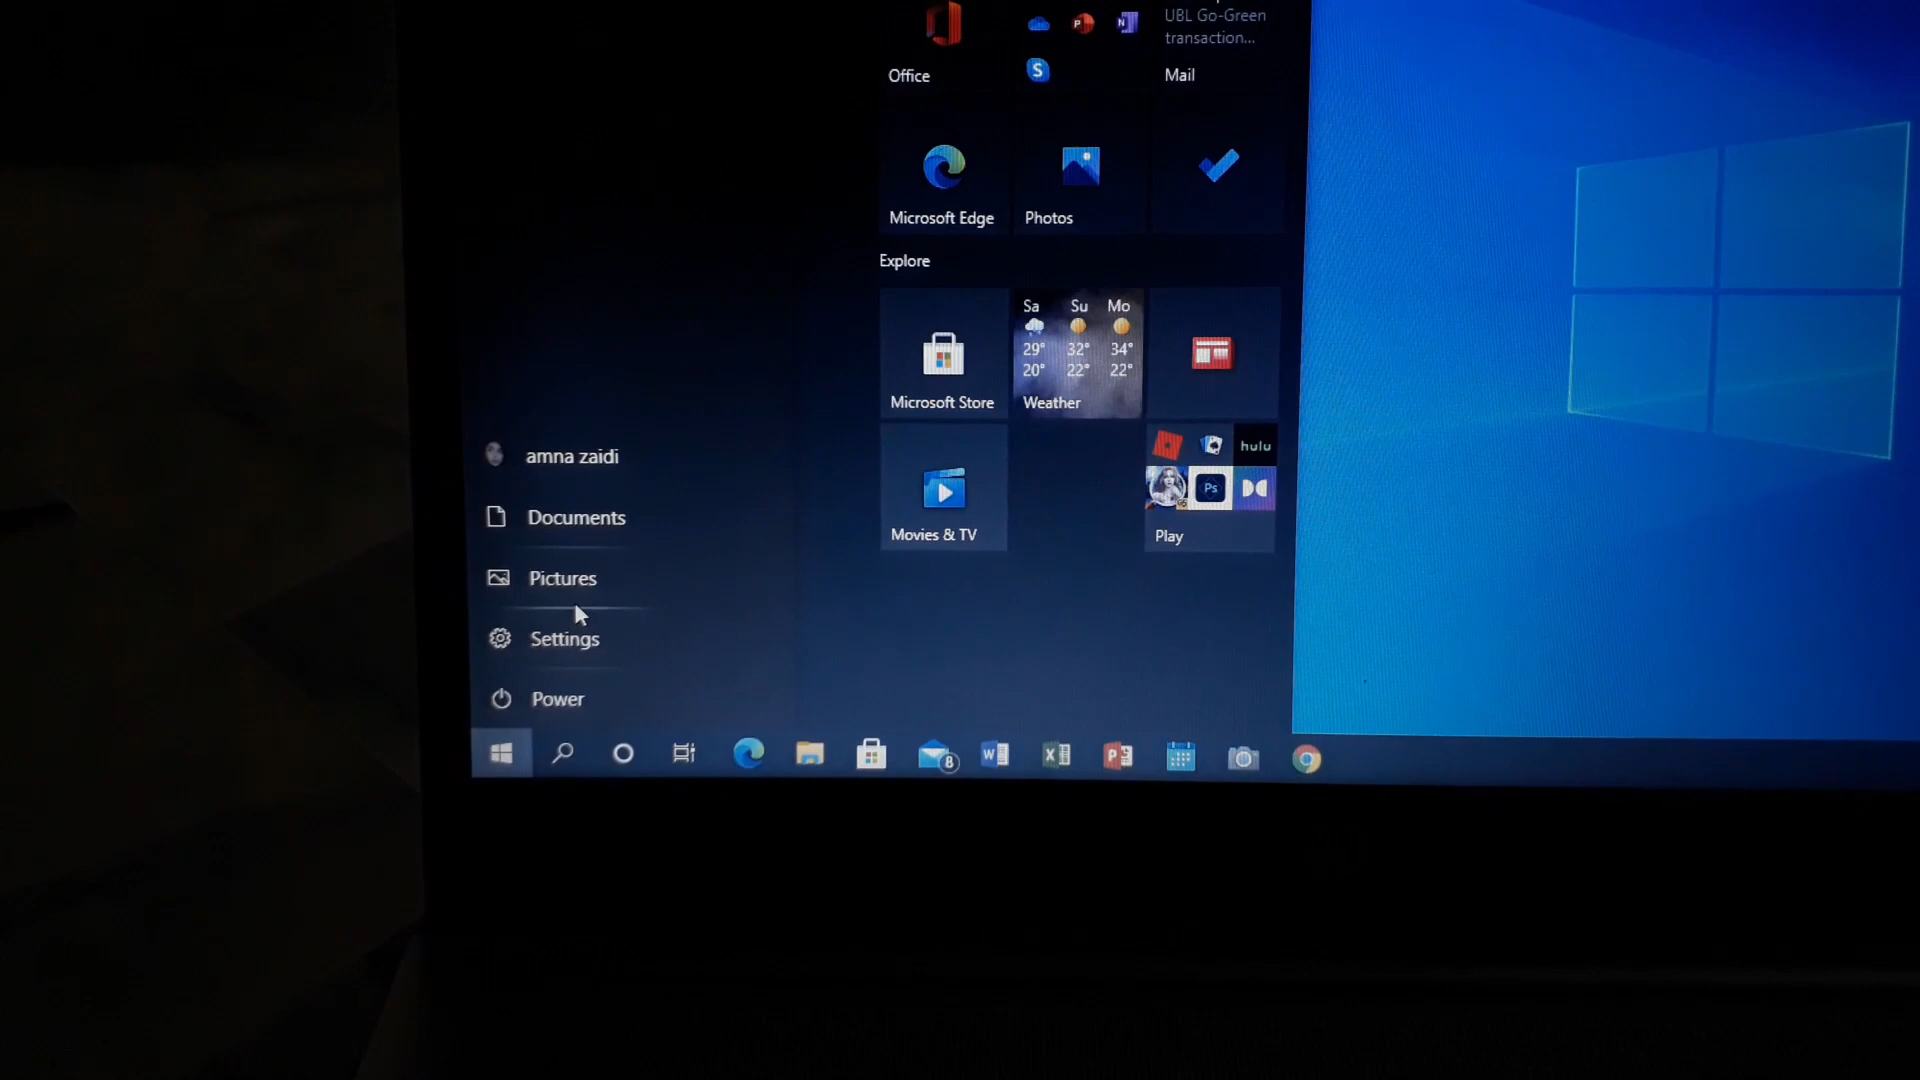 UBL Go-Green
transaction...
Office
Mail
Microsoft Edge
Photos
Explore
Sa Su Mo
29° 32° 34°
20° 22° 22°
Microsoft Store
Weather
hulu
Ps
Movies & TV
Play
amna zaidi
Documents
Pictures
Settings
Power
8